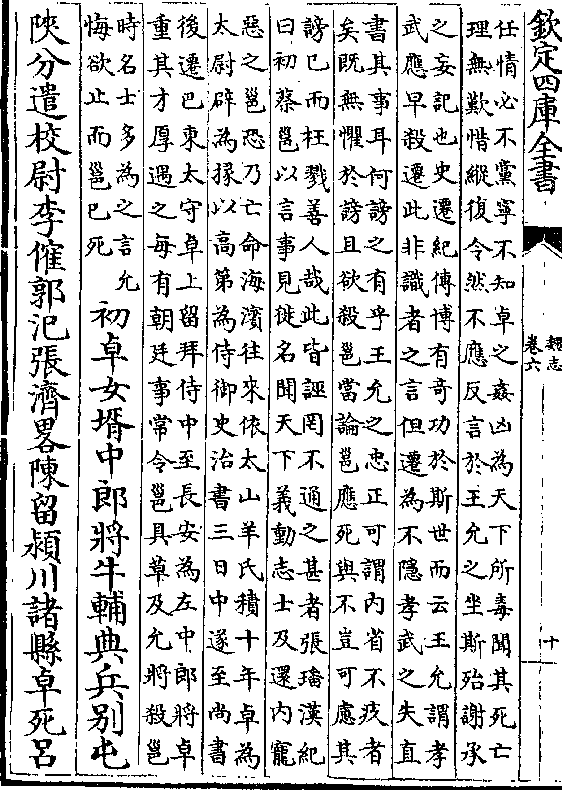 欽定四庫全書
魏志
卷六
十
任情必不黨寧不知卓之姦凶為天下所毒聞其死亡
理無歎惜縱復令然不應反言於王允之坐斯殆謝承
之妄記也史遷紀傳博有奇功於斯世而云王允謂孝
武應早殺遷此非識者之言但遷為不隱孝武之失直
書其事耳何謗之有乎王允之忠正可謂內省不疚者
矣既無懼於謗且欲殺邕當論邕應死與不豈可慮其
謗已而枉戮善人哉此皆誣罔不通之甚者張璠漢紀
曰初蔡邕以言事見徙名聞天下義動志士及還內寵
惡之邕恐乃亡命海濱往來依太山羊氏積十年卓為
太尉辟為掾以高第為侍御史治書三日中遂至尚書
後遷巴東太守卓上留拜侍中至長安為左中郎將卓
重其才厚遇之每有朝廷事常令邕具草及允將殺邕
時名士多為之言允
悔欲止而邕已死
初卓女壻中郎將牛輔典兵別屯
陜分遣校尉李傕郭汜張濟畧陳留潁川諸縣卓死呂